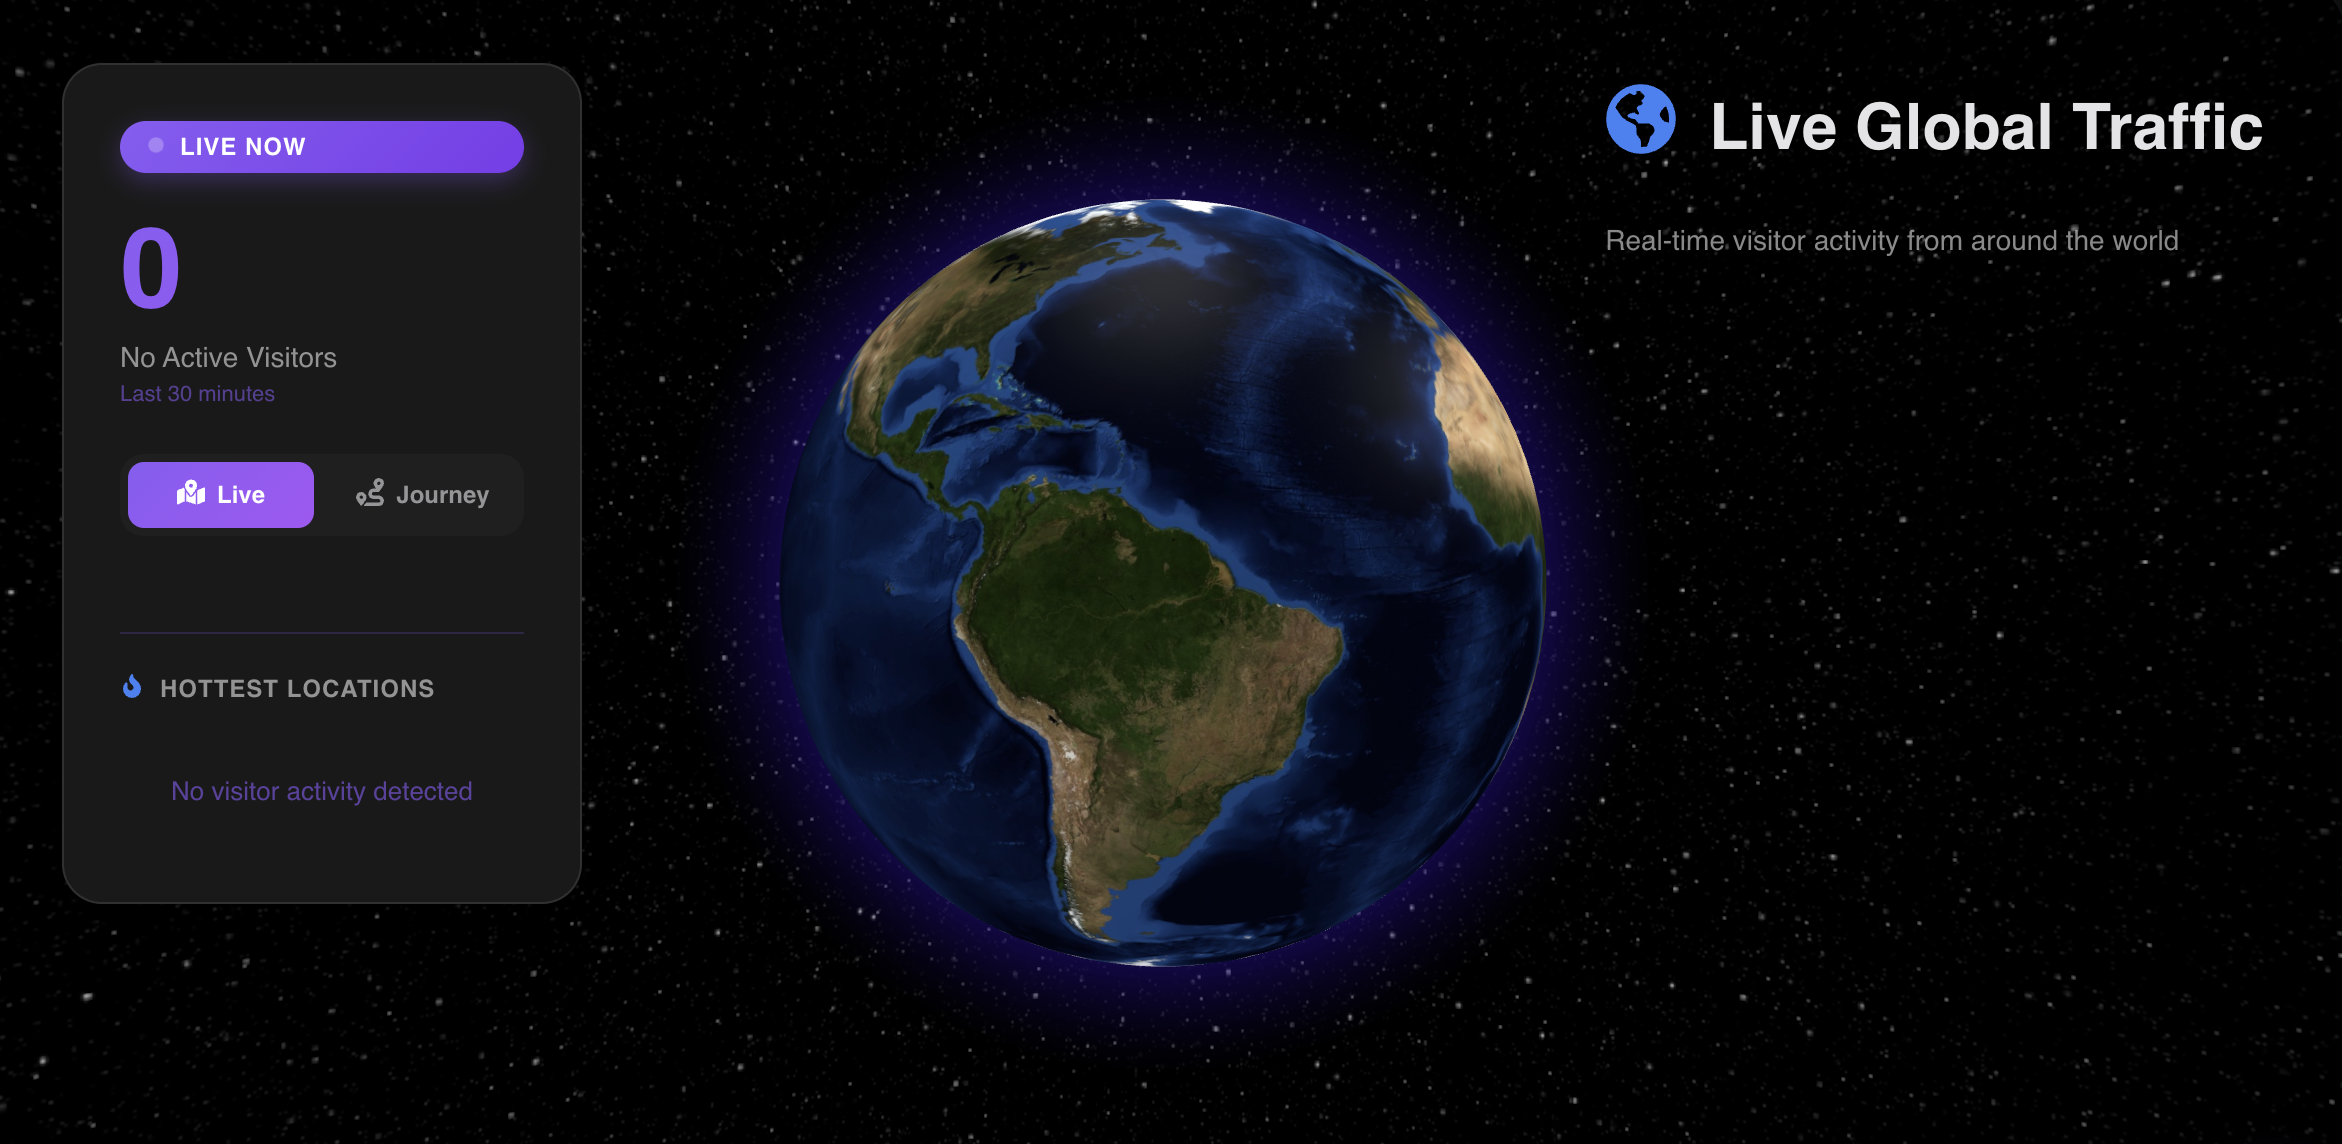 LIVE NOW
0
No Active Visitors
Last 30 minutes
Live
Journey
HOTTEST LOCATIONS
No visitor activity detected
Live Global Traffic
Real-time visitor activity from around the world